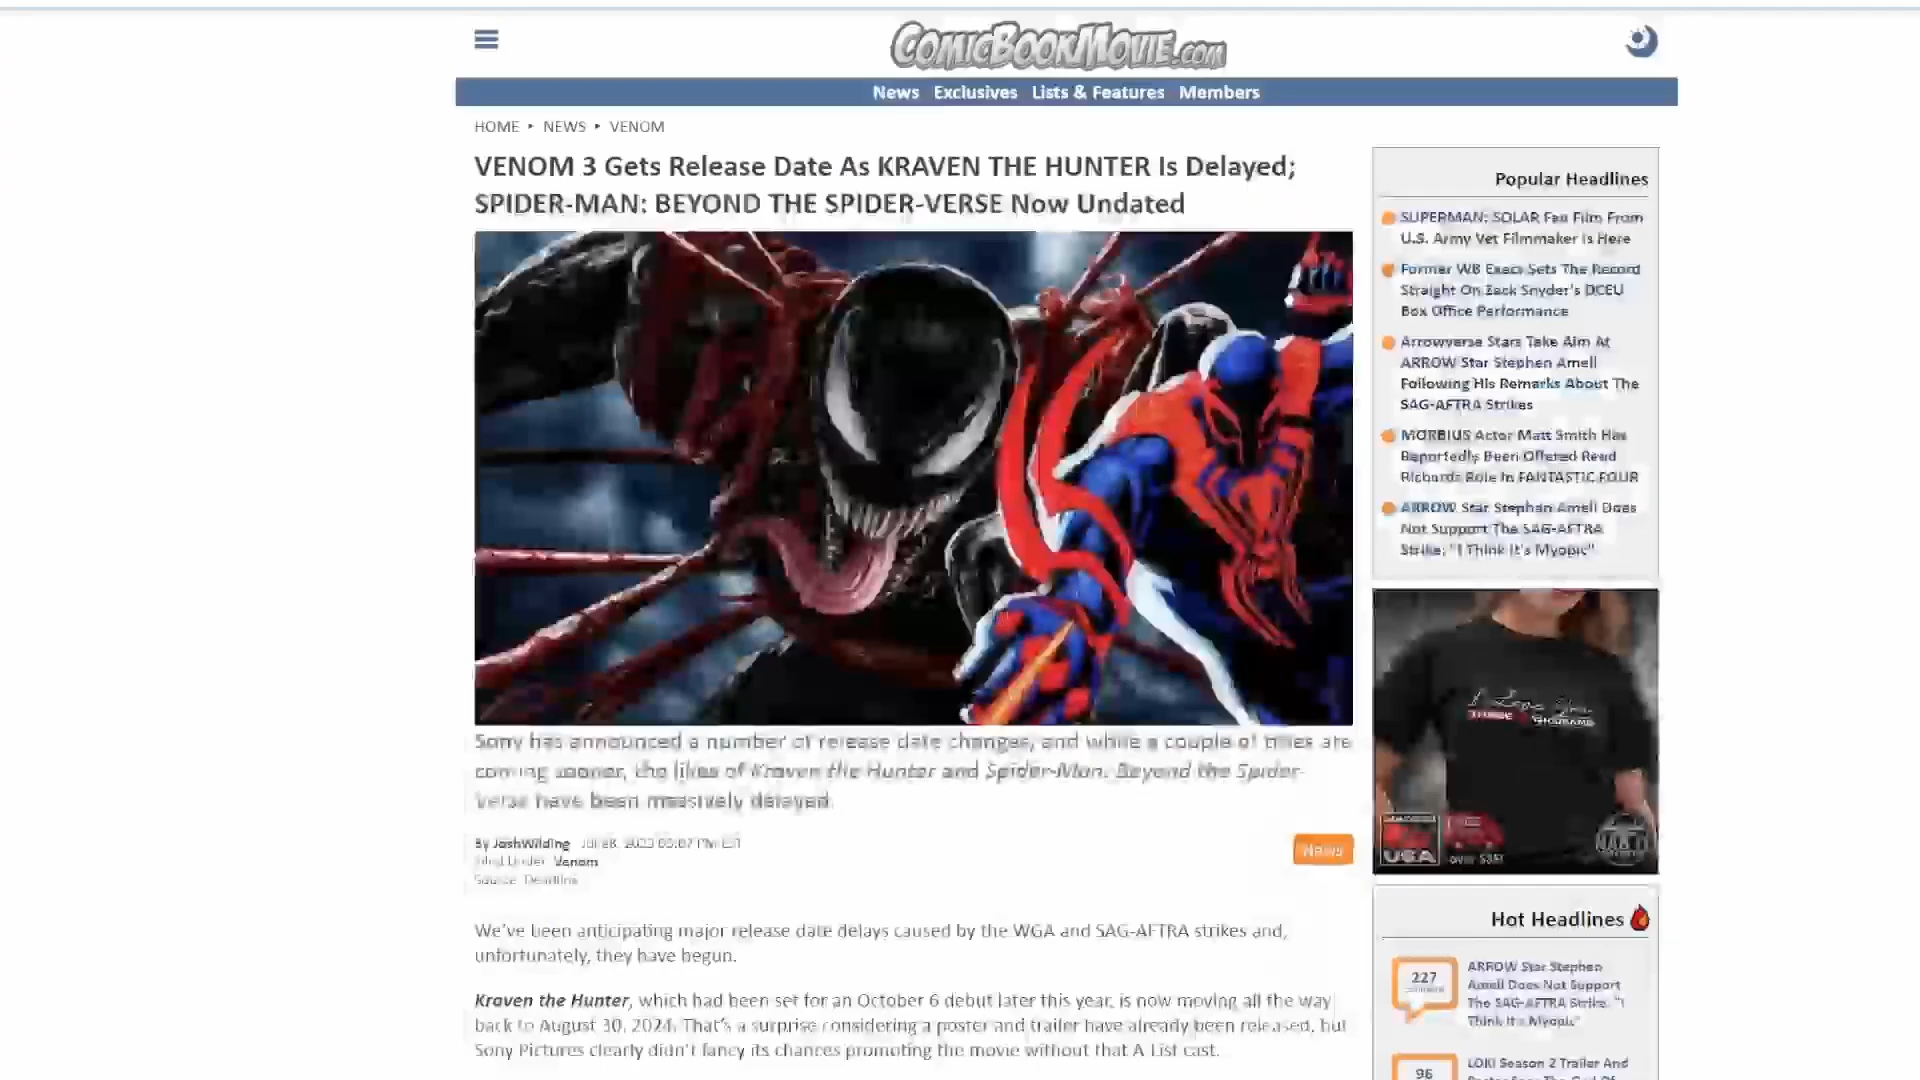 ComicBookMovie.com
News Exclusives Lists & Features Members
HOME • NEWS • VENOM
VENOM 3 Gets Release Date As KRAVEN THE HUNTER Is Delayed;
SPIDER-MAN: BEYOND THE SPIDER-VERSE Now Undated
Sony has announced a number of release date changes, and while a couple of titles are
coming sooner, the likes of Kraven the Hunter and Spider-Man: Beyond the Spider-
Verse have been massively delayed.
By JoshWilding
Filed Under: Venom
Source: Deadline
News
We've been anticipating major release date delays caused by the WGA and SAG-AFTRA strikes and,
unfortunately, they have begun.
Kraven the Hunter, which had been set for an October 6 debut later this year, is now moving all the way
back to August 30, 2024. That's a surprise considering a poster and trailer have already been released, but
Sony Pictures clearly didn't fancy its chances promoting the movie without that A List cast.
Popular Headlines
SUPERMAN: SOLAR Fan Film From
U.S. Army Vet Filmmaker Is Here
Former WB Execs Sets The Record
Straight On Zack Snyder's DCEU
Box Office Performance
Arrowverse Stars Take Aim At
ARROW Star Stephen Amell
Following His Remarks About The
SAG-AFTRA Strikes
MORBIUS Actor Matt Smith Has
Reportedly Been Offered Reed
Richards Role In FANTASTIC FOUR
ARROW Star Stephen Amell Does
Not Support The SAG-AFTRA
Strike; "I Think It's Myopic"
USA
Hot Headlines
227
ARROW Star Stephen
Amell Does Not Support
The SAG-AFTRA Strike; "I
Think It's Myopic"
96
LOKI Season 2 Trailer And